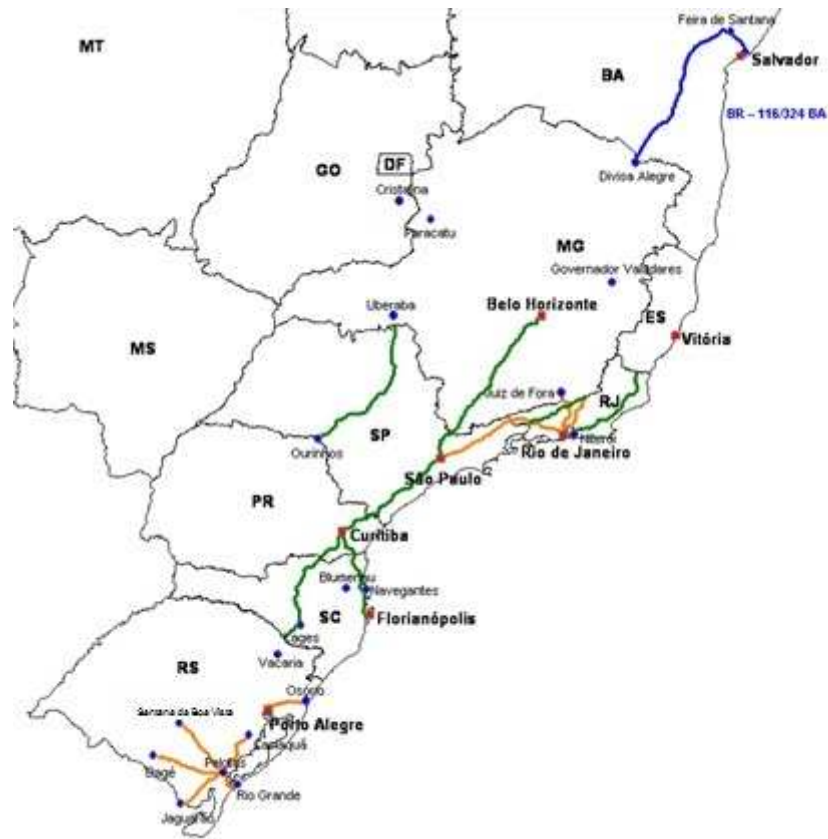 Feira de Santana
MT
Salvador
BA
BR – 116/324 BA
DF
GO
Divisa Alegre
Cristalina
Paracatu
MG
Governador Valadares
Uberaba
Belo Horizonte
ES
MS
Vitória
Juiz de Fora
RJ
SP
Niterói
Ourinhos
Rio de Janeiro
São Paulo
PR
Curitiba
Blumenau
Navegantes
SC
Florianópolis
Lages
RS
Vacaria
Osório
Santana da Boa Vista
Porto Alegre
Camaquã
Pelotas
Bagé
Rio Grande
Jaguarão